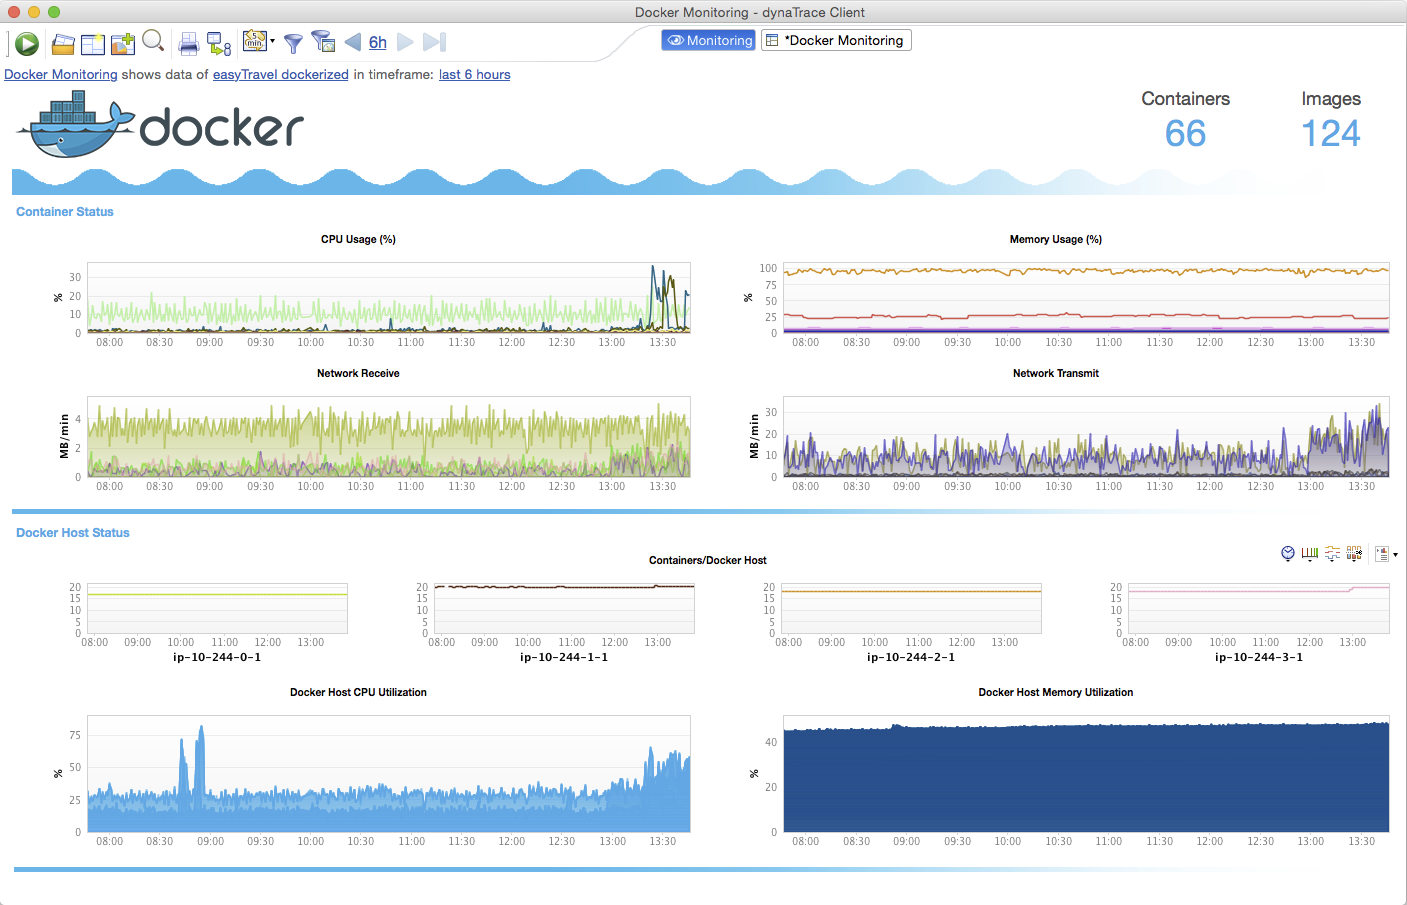 Docker Monitoring - dynaTrace Client
5 min.
8
6h
Monitoring
*Docker Monitoring
Docker Monitoring shows data of easyTravel dockerized in timeframe: last 6 hours
docker
Containers Images
66 124
Container Status
CPU Usage (%)
%
30
20
10
0
08:00 08:30 09:00 09:30 10:00 10:30 11:00 11:30 12:00 12:30 13:00 13:30
Memory Usage (%)
%
100
75
50
25
0
08:00 08:30 09:00 09:30 10:00 10:30 11:00 11:30 12:00 12:30 13:00 13:30
Network Receive
MB/min
4
2
0
08:00 08:30 09:00 09:30 10:00 10:30 11:00 11:30 12:00 12:30 13:00 13:30
Network Transmit
MB/min
30
20
10
0
08:00 08:30 09:00 09:30 10:00 10:30 11:00 11:30 12:00 12:30 13:00 13:30
Docker Host Status
Containers/Docker Host
20
15
10
5
0
08:00 09:00 10:00 11:00 12:00 13:00
ip-10-244-0-1
20
15
10
5
0
08:00 09:00 10:00 11:00 12:00 13:00
ip-10-244-1-1
20
15
10
5
0
08:00 09:00 10:00 11:00 12:00 13:00
ip-10-244-2-1
20
15
10
5
0
08:00 09:00 10:00 11:00 12:00 13:00
ip-10-244-3-1
Docker Host CPU Utilization
%
75
50
25
0
08:00 08:30 09:00 09:30 10:00 10:30 11:00 11:30 12:00 12:30 13:00 13:30
Docker Host Memory Utilization
%
40
20
0
08:00 08:30 09:00 09:30 10:00 10:30 11:00 11:30 12:00 12:30 13:00 13:30